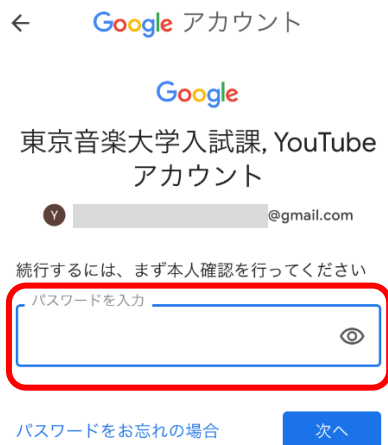 ← Google アカウント
Google
東京音楽大学入試課, YouTube
アカウント
Y @gmail.com
続行するには、まず本人確認を行ってください
パスワードを入力
パスワードをお忘れの場合 次へ